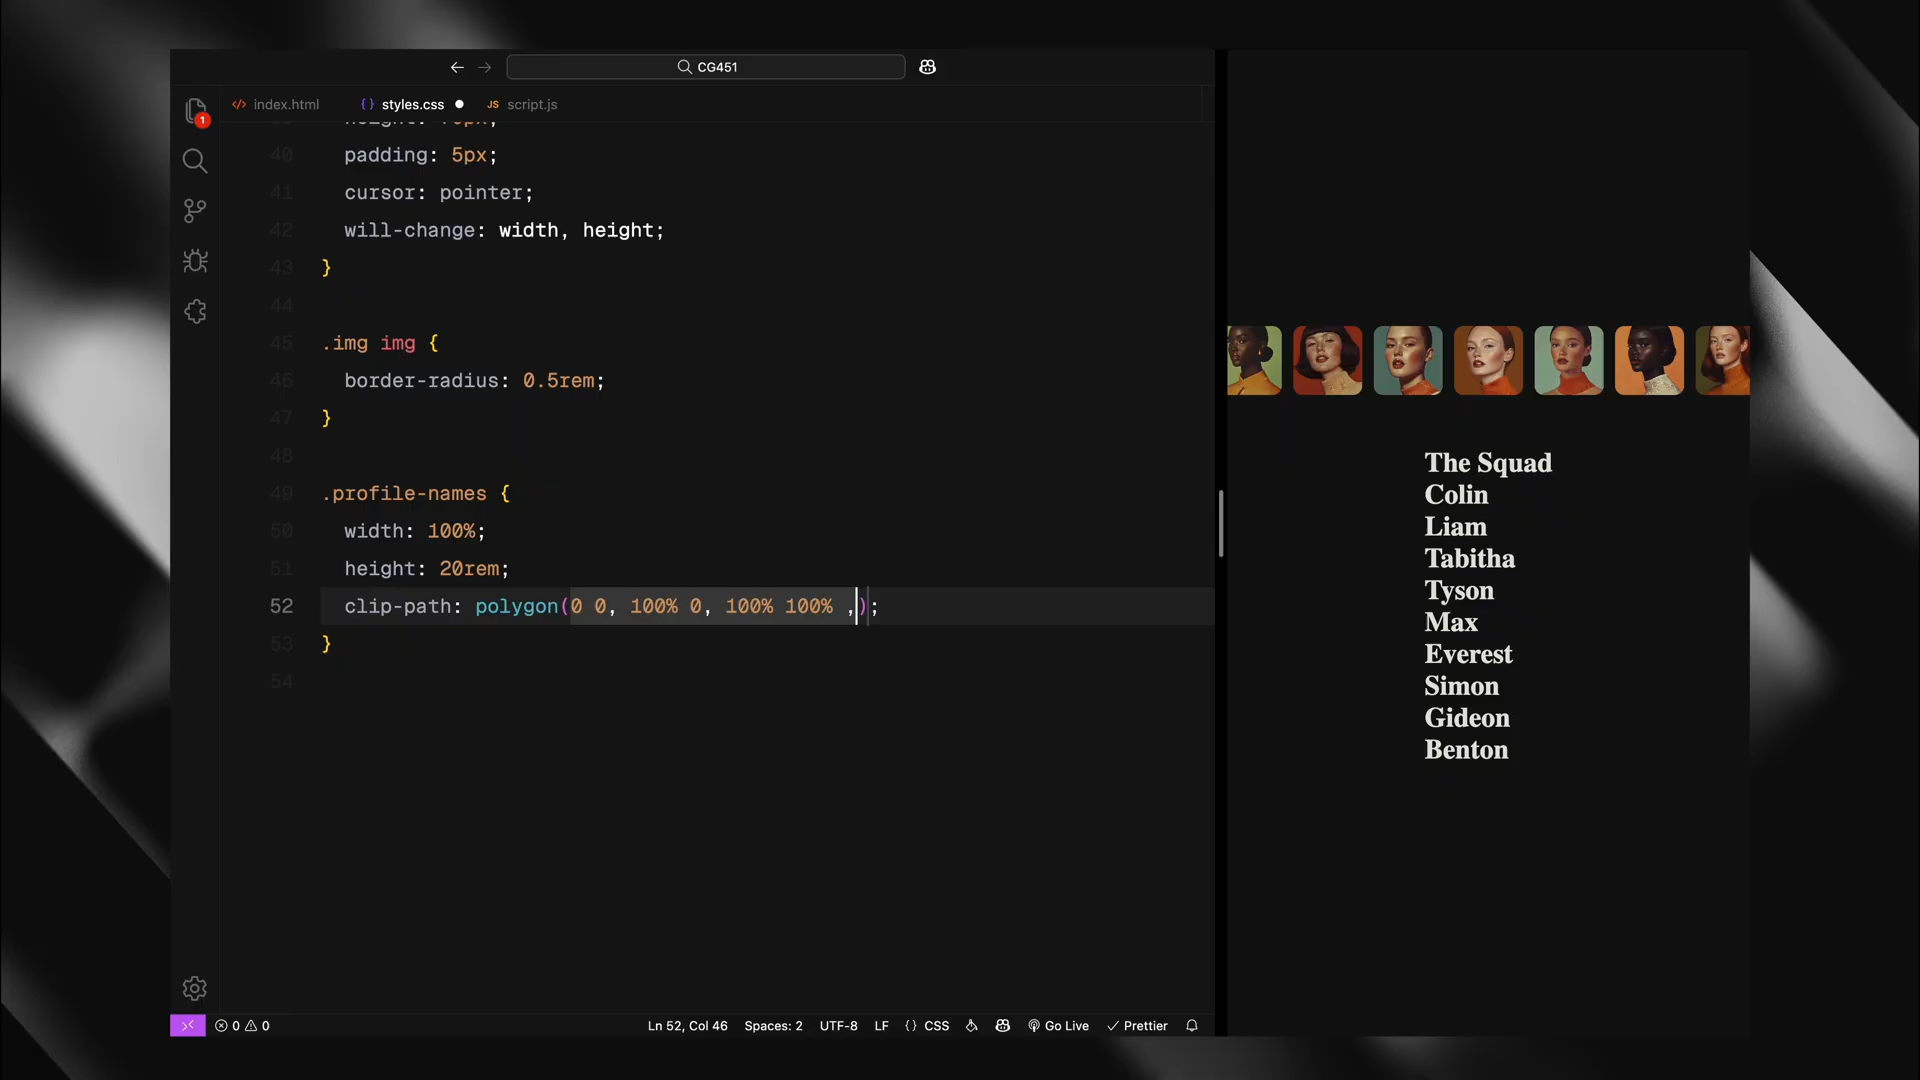 CG451
1
index.html
{ } styles.css
JS script.js
40 padding: 5px;
41 cursor: pointer;
42 will-change: width, height;
43 }
44
45 .img img {
46 border-radius: 0.5rem;
47 }
48
49 .profile-names {
50 width: 100%;
51 height: 20rem;
52 clip-path: polygon(0 0, 100% 0, 100% 100% ,);
53 }
54
The Squad
Colin
Liam
Tabitha
Tyson
Max
Everest
Simon
Gideon
Benton
0 0
Ln 52, Col 46 Spaces: 2 UTF-8 LF { } CSS Go Live Prettier